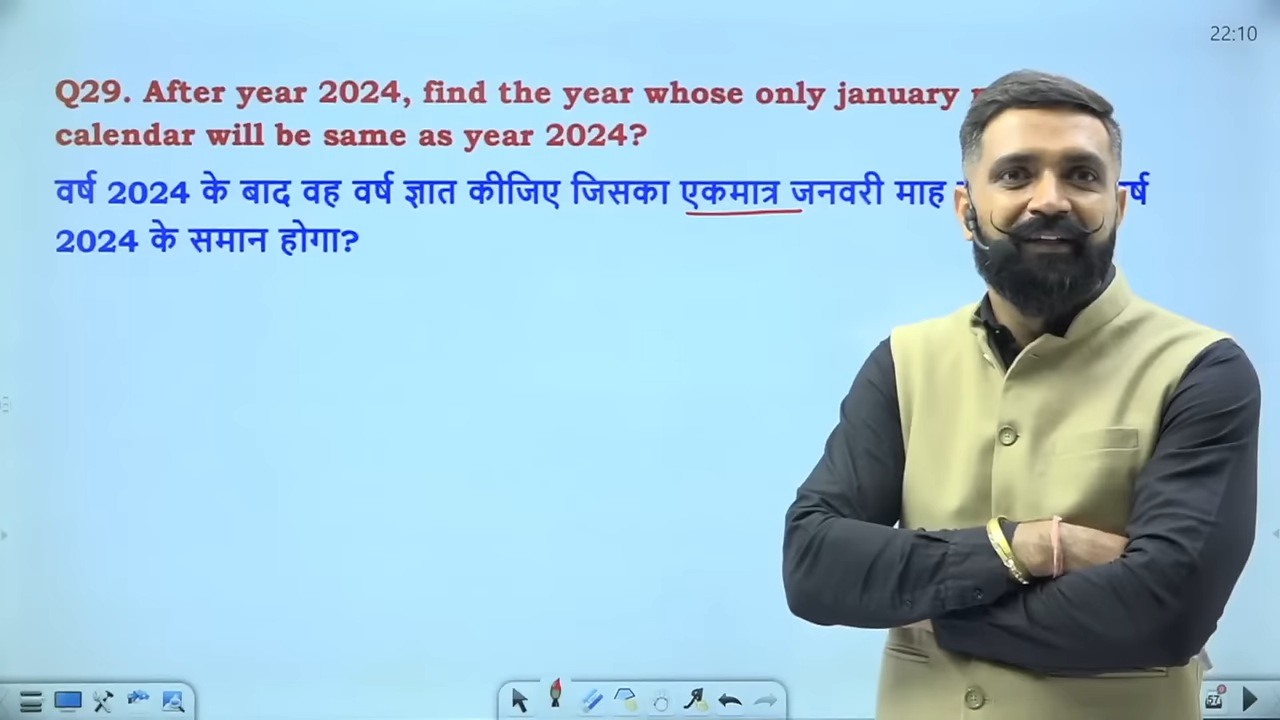 22:10
Q29. After year 2024, find the year whose only january
calendar will be same as year 2024?
वर्ष 2024 के बाद वह वर्ष ज्ञात कीजिए जिसका एकमात्र जनवरी माह
2024 के समान होगा?
57